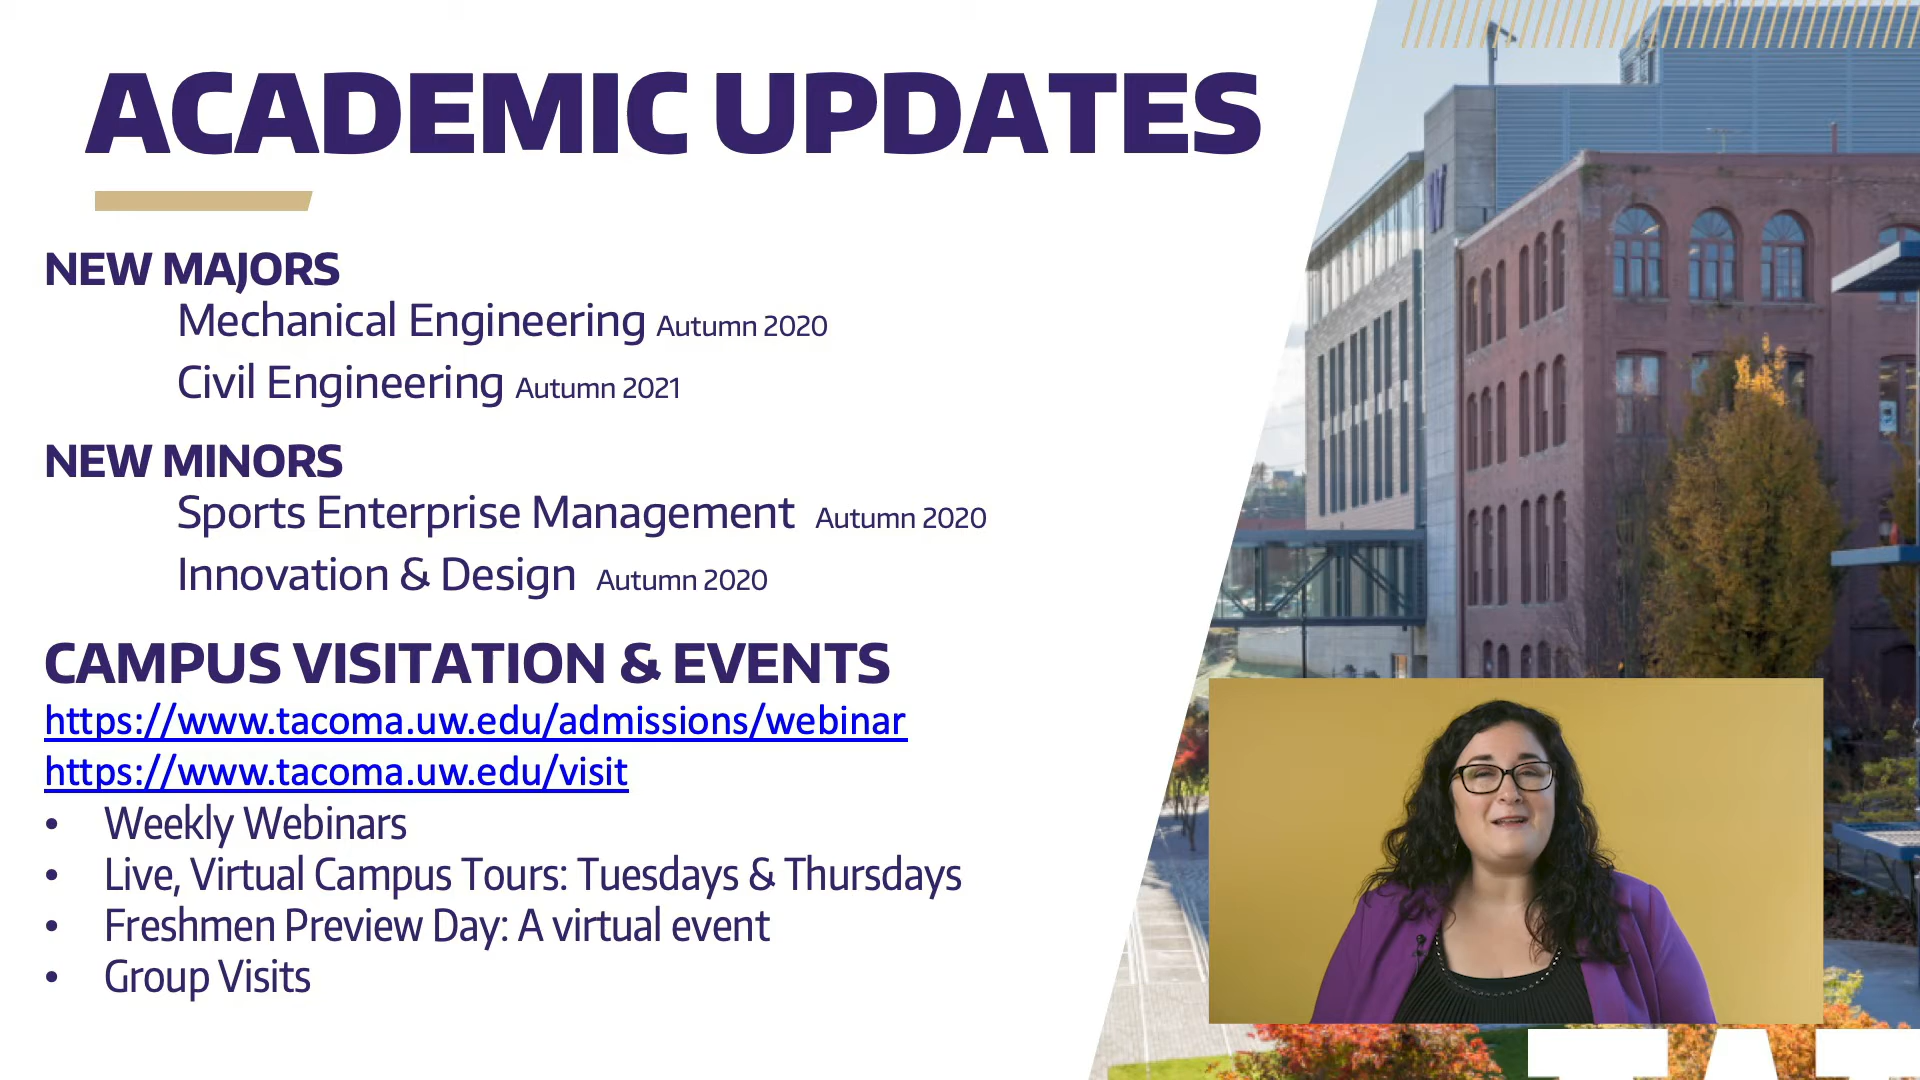 ACADEMIC UPDATES
NEW MAJORS
Mechanical Engineering Autumn 2020
Civil Engineering Autumn 2021
NEW MINORS
Sports Enterprise Management Autumn 2020
Innovation & Design Autumn 2020
CAMPUS VISITATION & EVENTS
https://www.tacoma.uw.edu/admissions/webinar
https://www.tacoma.uw.edu/visit
• Weekly Webinars
• Live, Virtual Campus Tours: Tuesdays & Thursdays
• Freshmen Preview Day: A virtual event
• Group Visits
W